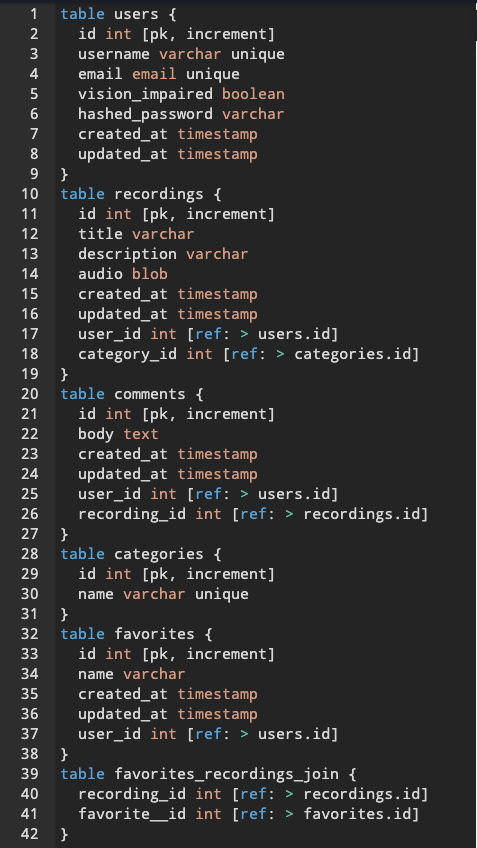 1 table users {
2   id int [pk, increment]
3   username varchar unique
4   email email unique
5   vision_impaired boolean
6   hashed_password varchar
7   created_at timestamp
8   updated_at timestamp
9 }
10 table recordings {
11   id int [pk, increment]
12   title varchar
13   description varchar
14   audio blob
15   created_at timestamp
16   updated_at timestamp
17   user_id int [ref: > users.id]
18   category_id int [ref: > categories.id]
19 }
20 table comments {
21   id int [pk, increment]
22   body text
23   created_at timestamp
24   updated_at timestamp
25   user_id int [ref: > users.id]
26   recording_id int [ref: > recordings.id]
27 }
28 table categories {
29   id int [pk, increment]
30   name varchar unique
31 }
32 table favorites {
33   id int [pk, increment]
34   name varchar
35   created_at timestamp
36   updated_at timestamp
37   user_id int [ref: > users.id]
38 }
39 table favorites_recordings_join {
40   recording_id int [ref: > recordings.id]
41   favorite__id int [ref: > favorites.id]
42 }